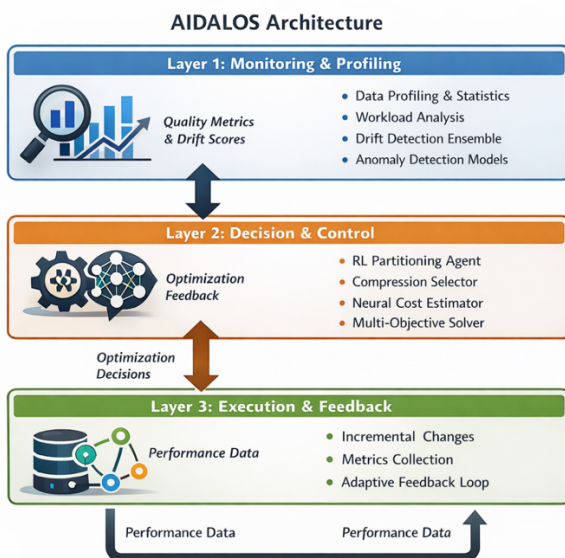 AIDALOS Architecture
Layer 1: Monitoring & Profiling
Quality Metrics
& Drift Scores
• Data Profiling & Statistics
• Workload Analysis
• Drift Detection Ensemble
• Anomaly Detection Models
Layer 2: Decision & Control
Optimization
Feedback
• RL Partitioning Agent
• Compression Selector
• Neural Cost Estimator
• Multi-Objective Solver
Optimization
Decisions
Layer 3: Execution & Feedback
Performance Data
• Incremental Changes
• Metrics Collection
• Adaptive Feedback Loop
Performance Data
Performance Data